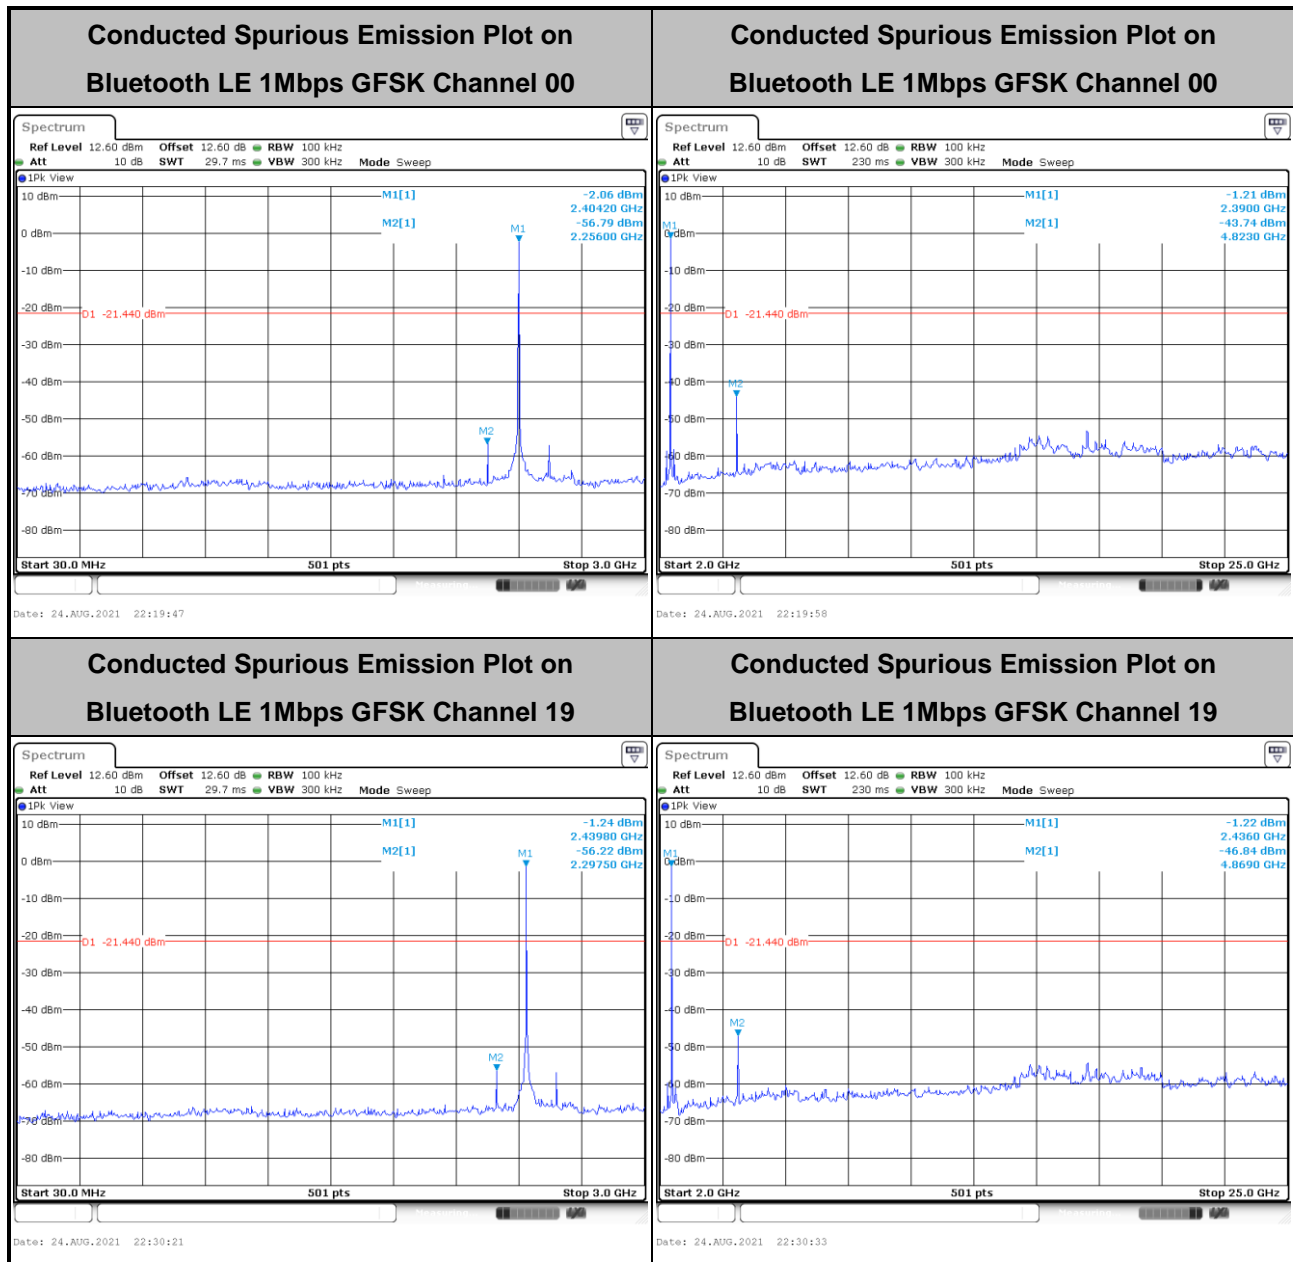 Conducted Spurious Emission Plot on
Bluetooth LE 1Mbps GFSK Channel 00
Spectrum
Ref Level 12.60 dBm Offset 12.60 dB RBW 100 kHz
Att 10 dB SWT 29.7 ms VBW 300 kHz Mode Sweep
1Pk View
10 dBm
M1[1] -2.06 dBm
2.40420 GHz
M2[1] -56.79 dBm
2.25600 GHz
M1
0 dBm
-10 dBm
-20 dBm
D1 -21.440 dBm
-30 dBm
-40 dBm
-50 dBm
M2
-60 dBm
-70 dBm
-80 dBm
Start 30.0 MHz 501 pts Stop 3.0 GHz
Measuring...
Date: 24.AUG.2021 22:19:47
Conducted Spurious Emission Plot on
Bluetooth LE 1Mbps GFSK Channel 00
Spectrum
Ref Level 12.60 dBm Offset 12.60 dB RBW 100 kHz
Att 10 dB SWT 230 ms VBW 300 kHz Mode Sweep
1Pk View
10 dBm
M1[1] -1.21 dBm
2.3900 GHz
M2[1] -43.74 dBm
4.8230 GHz
M1
0 dBm
-10 dBm
-20 dBm
D1 -21.440 dBm
-30 dBm
-40 dBm
M2
-50 dBm
-60 dBm
-70 dBm
-80 dBm
Start 2.0 GHz 501 pts Stop 25.0 GHz
Measuring...
Date: 24.AUG.2021 22:19:58
Conducted Spurious Emission Plot on
Bluetooth LE 1Mbps GFSK Channel 19
Spectrum
Ref Level 12.60 dBm Offset 12.60 dB RBW 100 kHz
Att 10 dB SWT 29.7 ms VBW 300 kHz Mode Sweep
1Pk View
10 dBm
M1[1] -1.24 dBm
2.43980 GHz
M2[1] -56.22 dBm
2.29750 GHz
M1
0 dBm
-10 dBm
-20 dBm
D1 -21.440 dBm
-30 dBm
-40 dBm
-50 dBm
M2
-60 dBm
-70 dBm
-80 dBm
Start 30.0 MHz 501 pts Stop 3.0 GHz
Measuring...
Date: 24.AUG.2021 22:30:21
Conducted Spurious Emission Plot on
Bluetooth LE 1Mbps GFSK Channel 19
Spectrum
Ref Level 12.60 dBm Offset 12.60 dB RBW 100 kHz
Att 10 dB SWT 230 ms VBW 300 kHz Mode Sweep
1Pk View
10 dBm
M1[1] -1.22 dBm
2.4360 GHz
M2[1] -46.84 dBm
4.8690 GHz
M1
0 dBm
-10 dBm
-20 dBm
D1 -21.440 dBm
-30 dBm
-40 dBm
M2
-50 dBm
-60 dBm
-70 dBm
-80 dBm
Start 2.0 GHz 501 pts Stop 25.0 GHz
Measuring...
Date: 24.AUG.2021 22:30:33